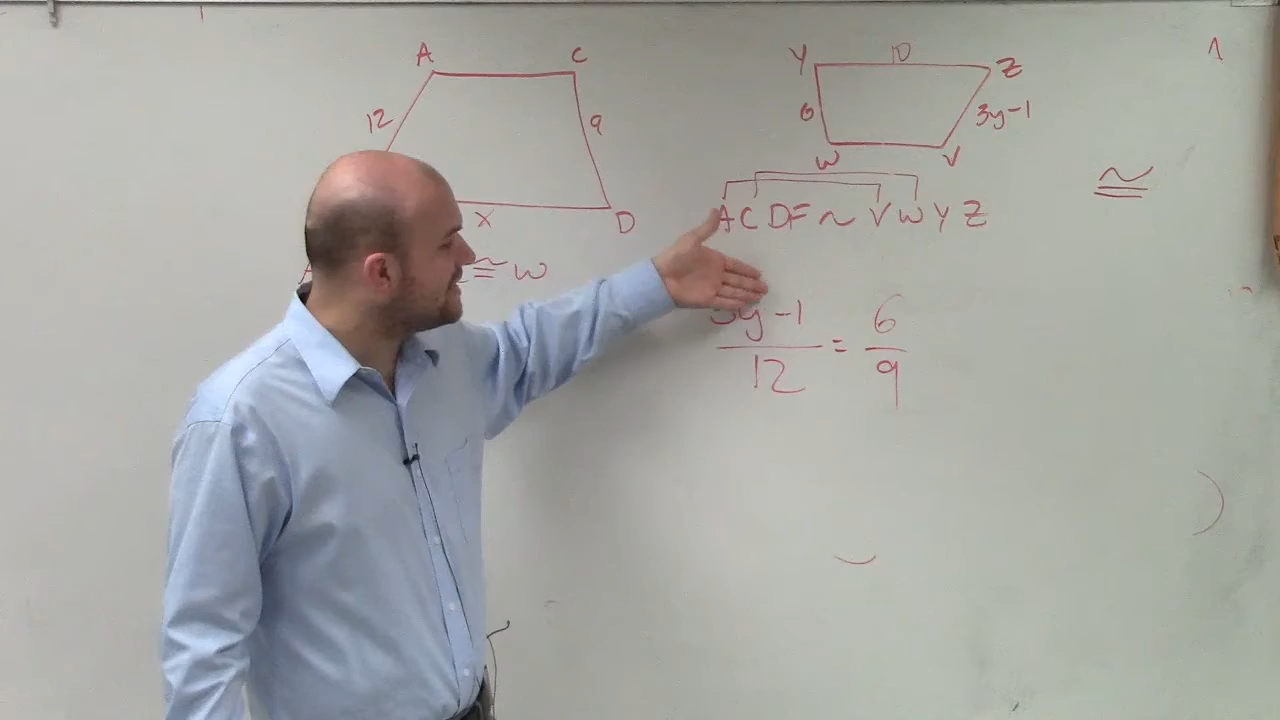 A C
12 9
X D
≅ W
Y 10 Z
6 3y-1
W V
≅
ACDF ~ VWYZ
3y-1/12 = 6/9